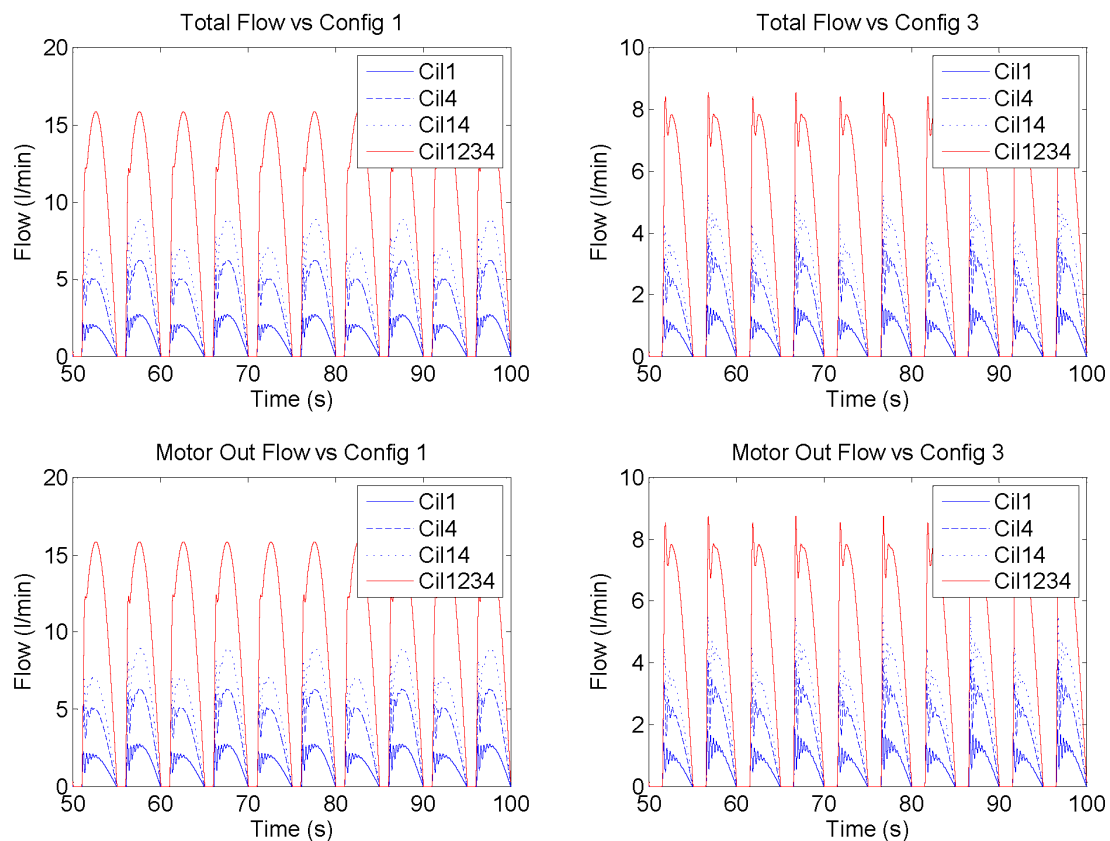 Total Flow vs Config 1
Flow (l/min)
20
15
10
5
0
Cil1
Cil4
Cil14
Cil1234
50 60 70 80 90 100
Time (s)
Total Flow vs Config 3
Flow (l/min)
10
8
6
4
2
0
Cil1
Cil4
Cil14
Cil1234
50 60 70 80 90 100
Time (s)
Motor Out Flow vs Config 1
Flow (l/min)
20
15
10
5
0
Cil1
Cil4
Cil14
Cil1234
50 60 70 80 90 100
Time (s)
Motor Out Flow vs Config 3
Flow (l/min)
10
8
6
4
2
0
Cil1
Cil4
Cil14
Cil1234
50 60 70 80 90 100
Time (s)